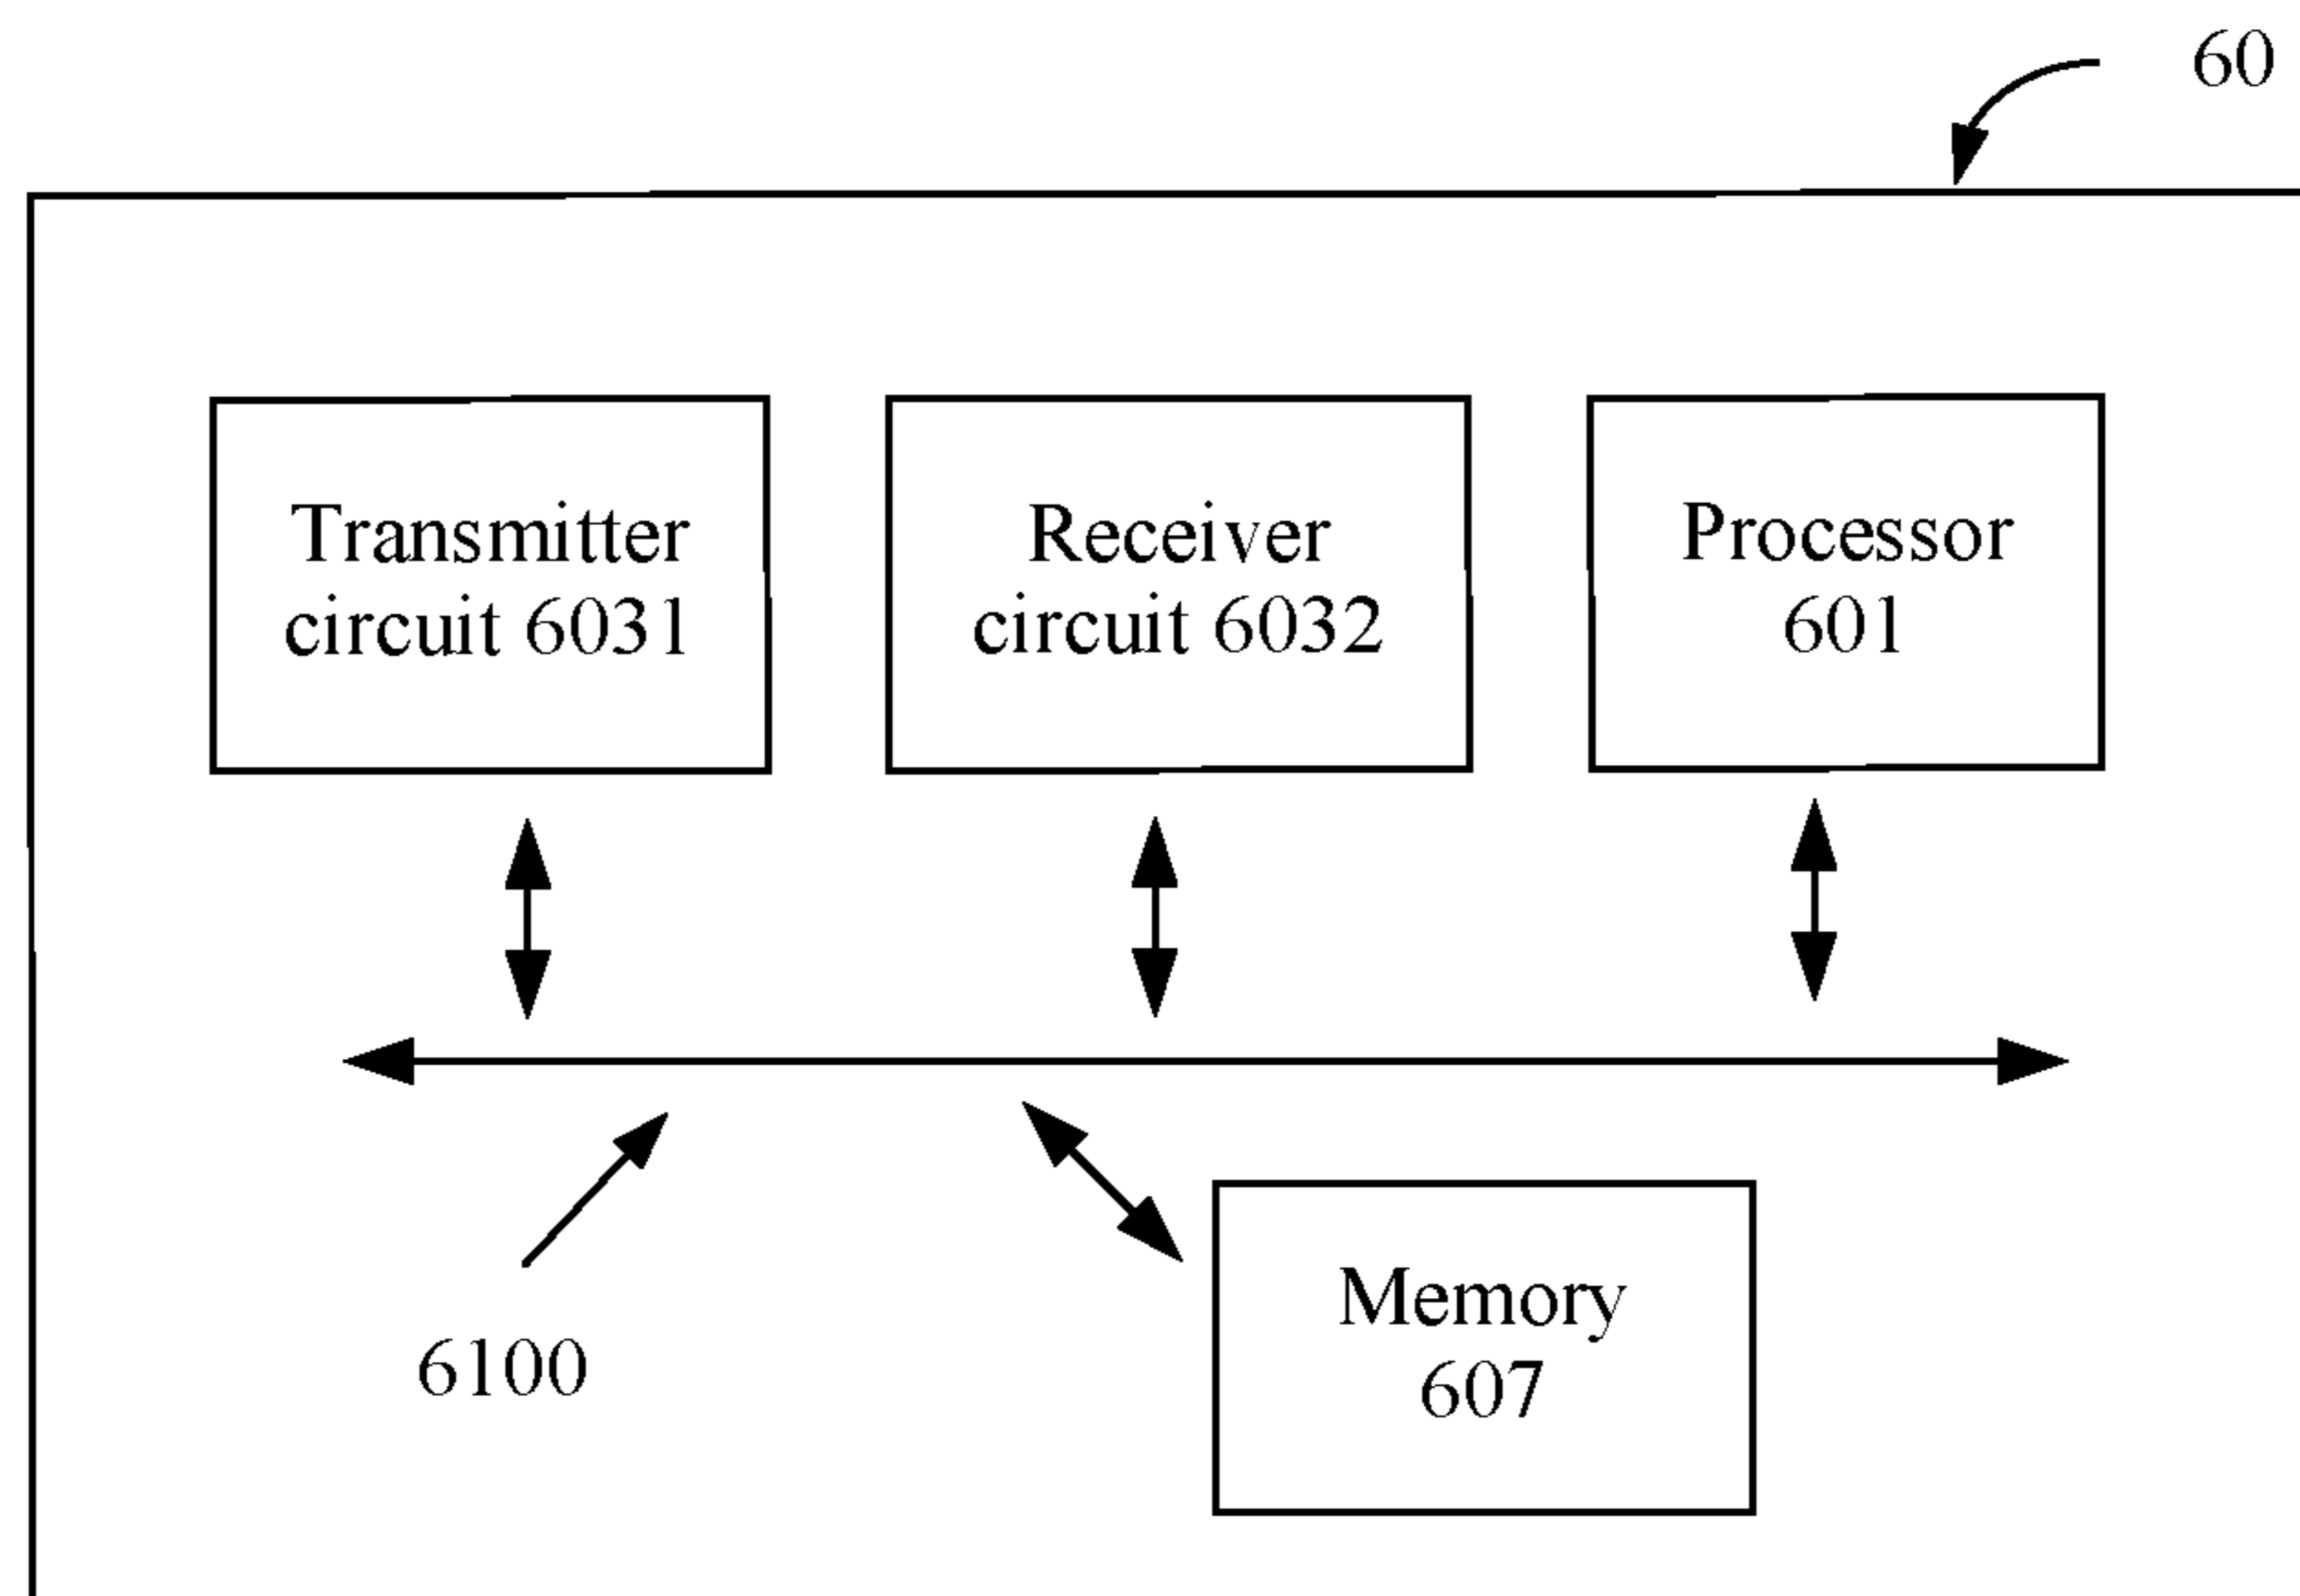 60
Transmitter
circuit 6031
Receiver
circuit 6032
Processor
601
6100
Memory
607